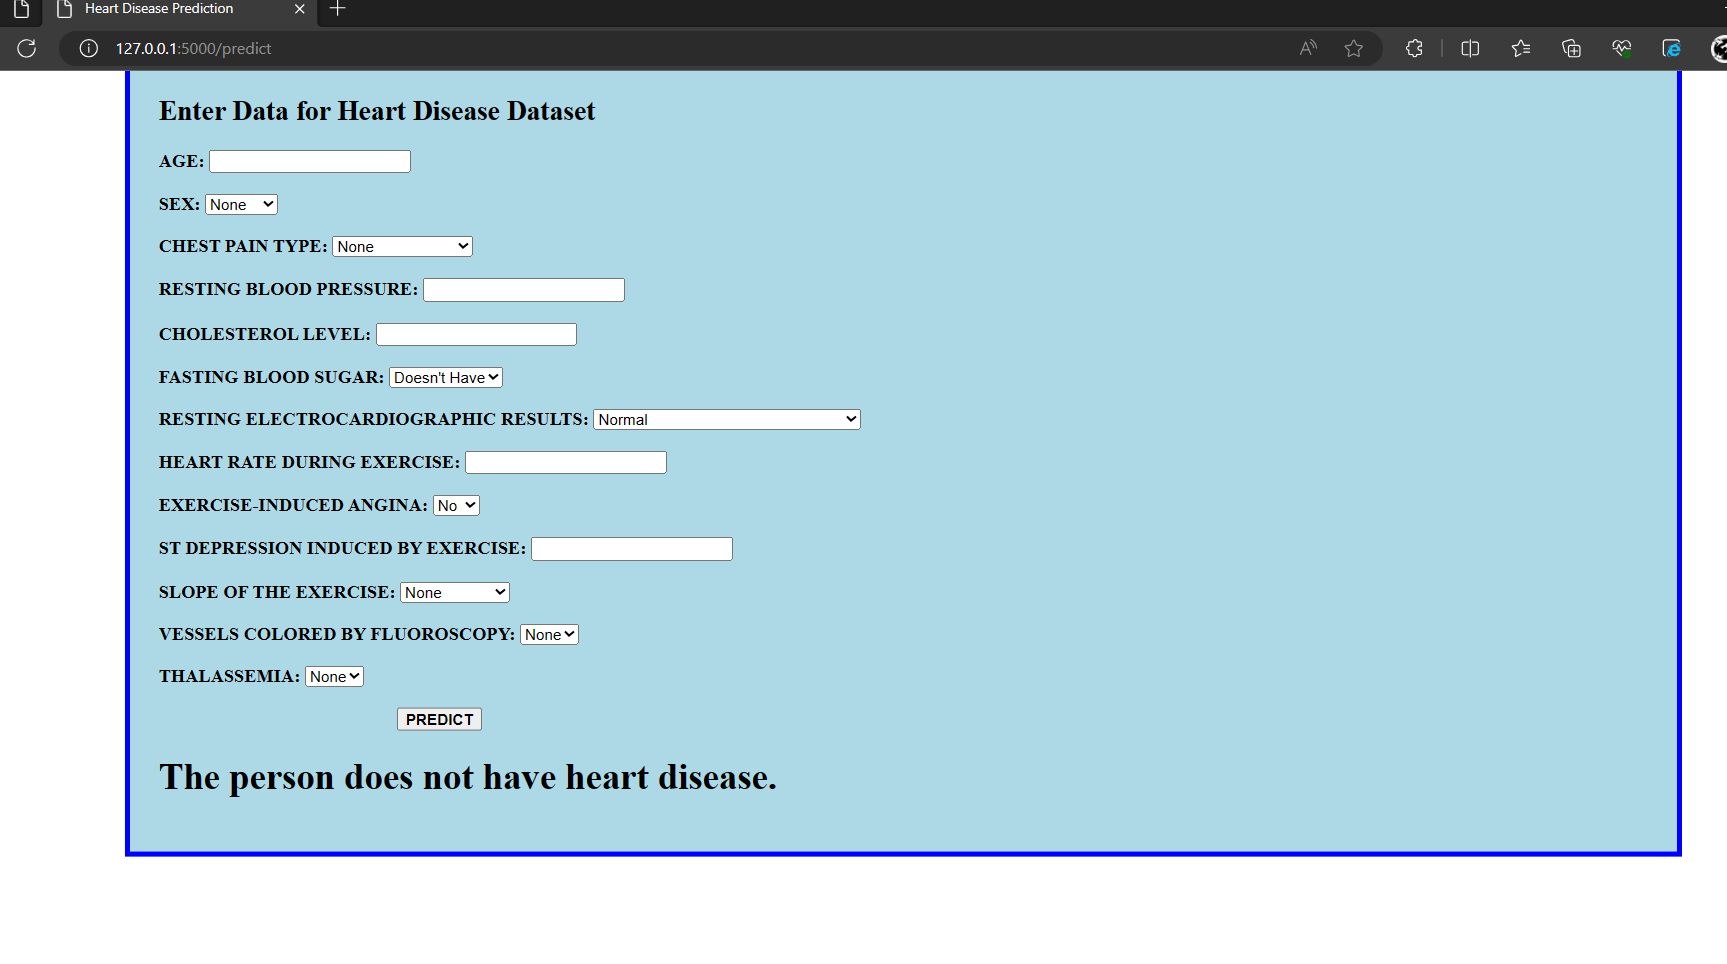 Heart Disease Prediction
127.0.0.1:5000/predict
Enter Data for Heart Disease Dataset
AGE:
SEX: None
CHEST PAIN TYPE: None
RESTING BLOOD PRESSURE:
CHOLESTEROL LEVEL:
FASTING BLOOD SUGAR: Doesn't Have
RESTING ELECTROCARDIOGRAPHIC RESULTS: Normal
HEART RATE DURING EXERCISE:
EXERCISE-INDUCED ANGINA: No
ST DEPRESSION INDUCED BY EXERCISE:
SLOPE OF THE EXERCISE: None
VESSELS COLORED BY FLUOROSCOPY: None
THALASSEMIA: None
PREDICT
The person does not have heart disease.